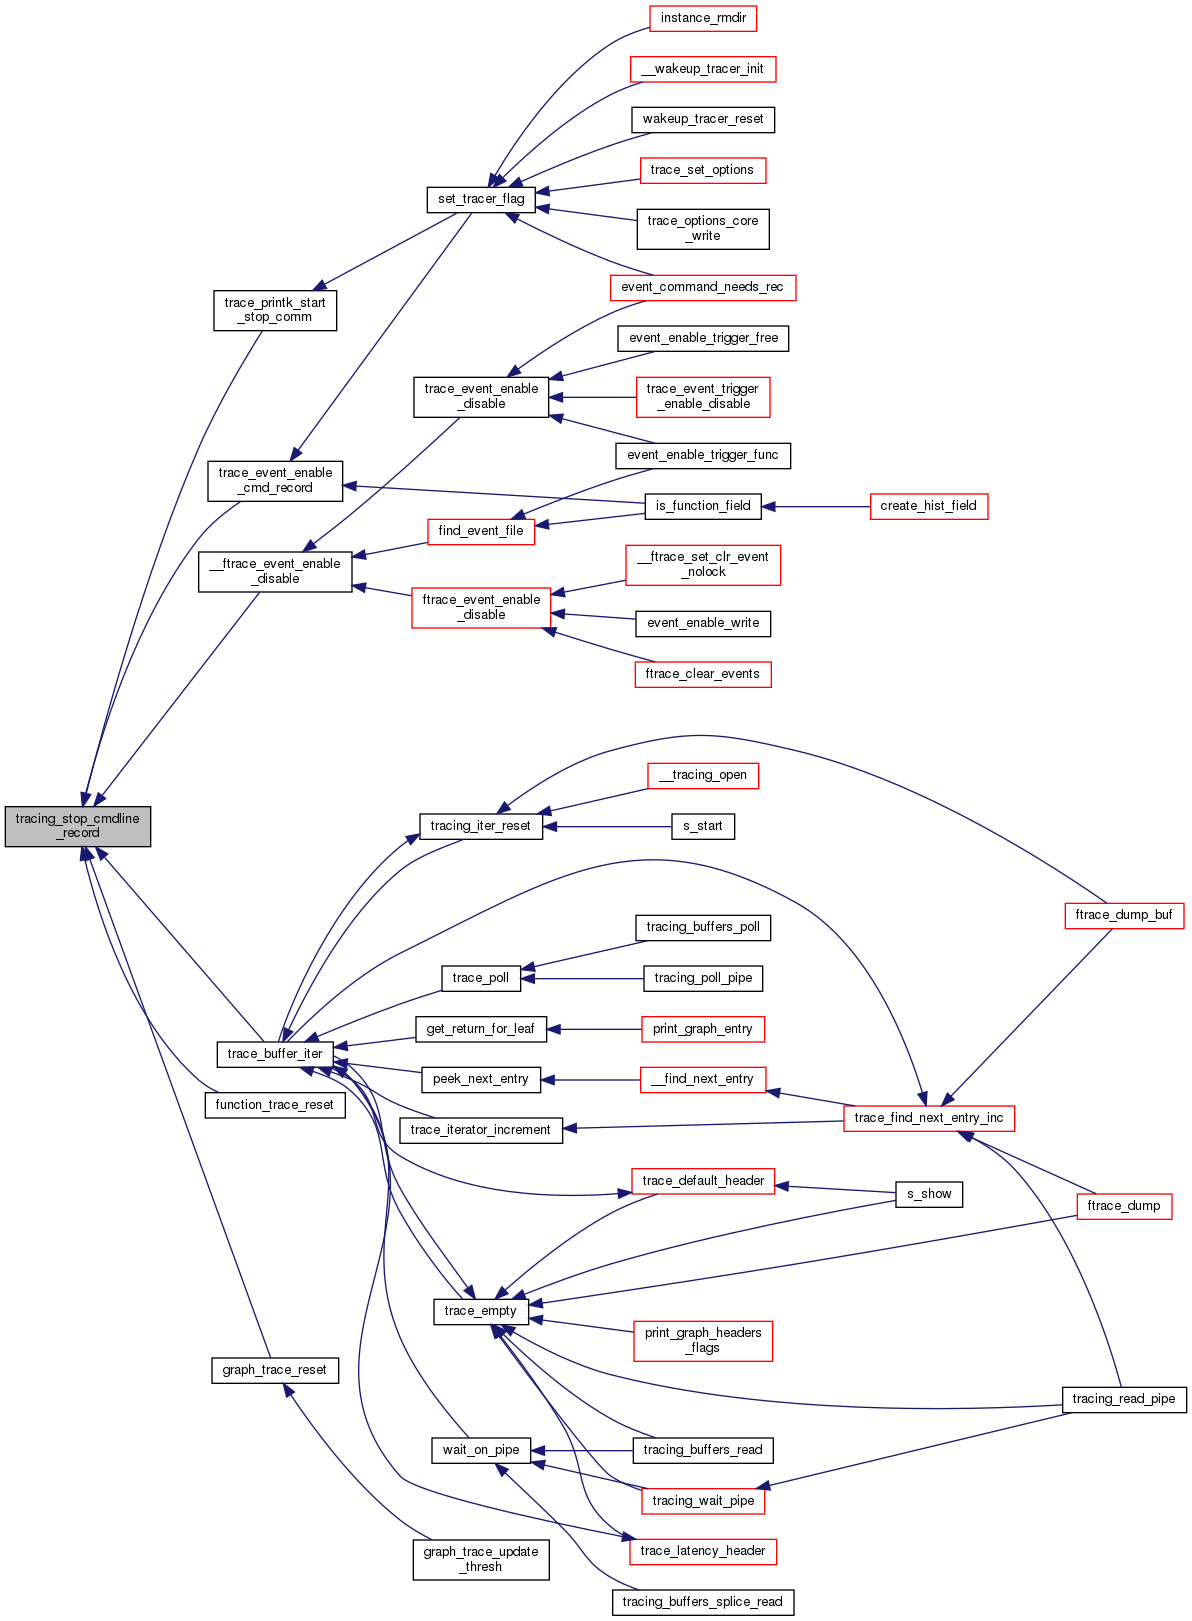 instance_rmdir
__wakeup_tracer_init
wakeup_tracer_reset
trace_set_options
set_tracer_flag
trace_options_core
_write
event_command_needs_rec
trace_printk_start
_stop_comm
event_enable_trigger_free
trace_event_enable
_disable
trace_event_trigger
_enable_disable
event_enable_trigger_func
trace_event_enable
_cmd_record
is_function_field
create_hist_field
find_event_file
__ftrace_event_enable
_disable
__ftrace_set_clr_event
_nolock
ftrace_event_enable
_disable
event_enable_write
ftrace_clear_events
__tracing_open
tracing_stop_cmdline
_record
tracing_iter_reset
s_start
ftrace_dump_buf
tracing_buffers_poll
trace_poll
tracing_poll_pipe
get_return_for_leaf
print_graph_entry
trace_buffer_iter
peek_next_entry
__find_next_entry
function_trace_reset
trace_iterator_increment
trace_find_next_entry_inc
trace_default_header
s_show
ftrace_dump
trace_empty
print_graph_headers
_flags
graph_trace_reset
tracing_read_pipe
wait_on_pipe
tracing_buffers_read
tracing_wait_pipe
graph_trace_update
_thresh
trace_latency_header
tracing_buffers_splice_read